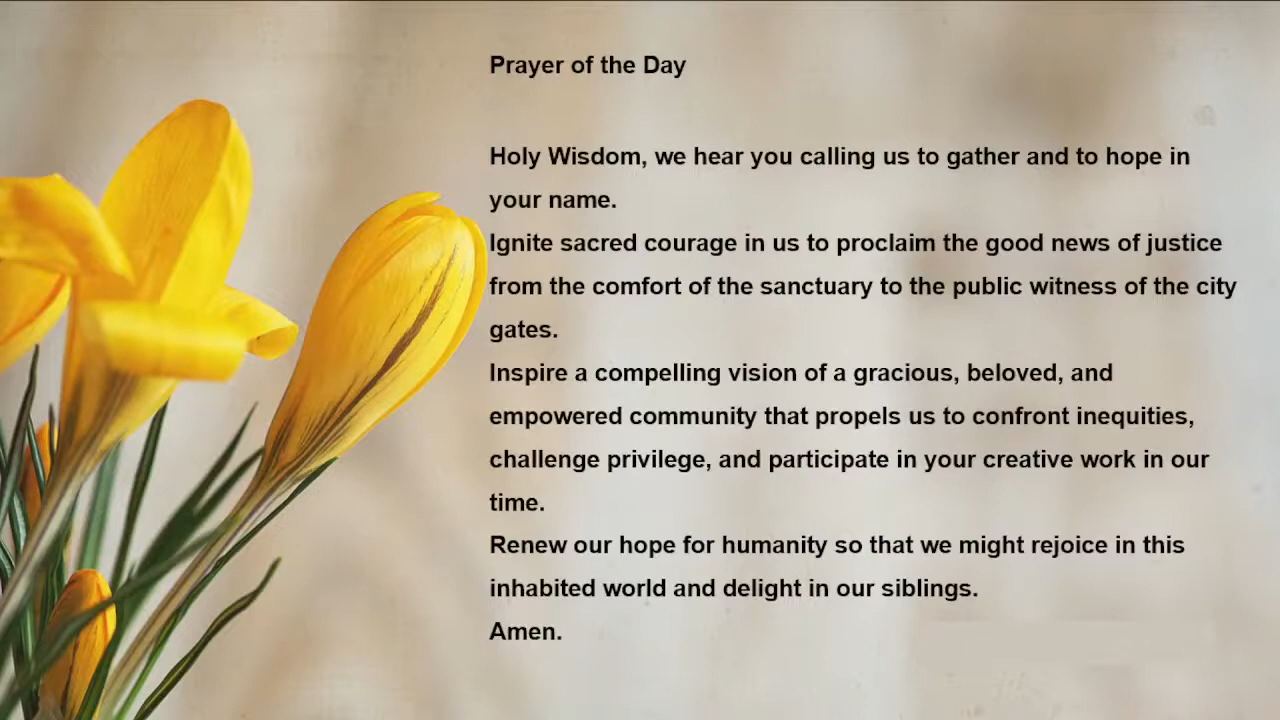 Prayer of the Day
Holy Wisdom, we hear you calling us to gather and to hope in
your name.
Ignite sacred courage in us to proclaim the good news of justice
from the comfort of the sanctuary to the public witness of the city
gates.
Inspire a compelling vision of a gracious, beloved, and
empowered community that propels us to confront inequities,
challenge privilege, and participate in your creative work in our
time.
Renew our hope for humanity so that we might rejoice in this
inhabited world and delight in our siblings.
Amen.